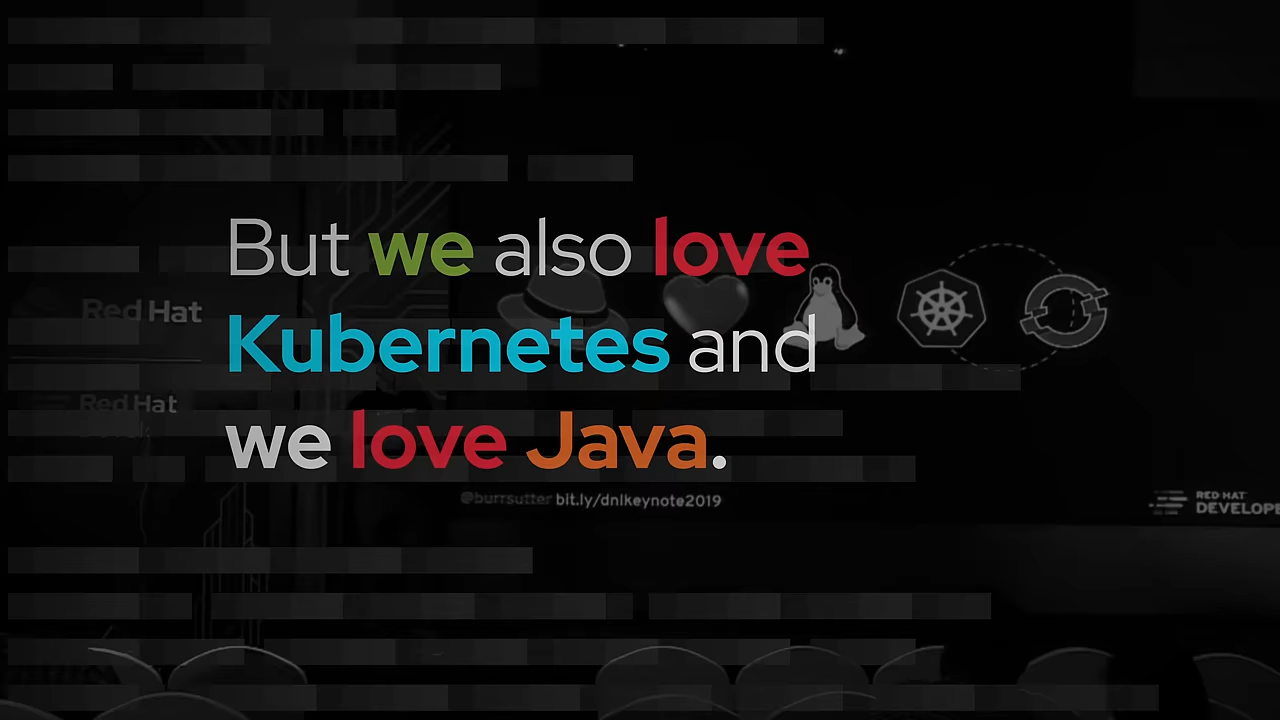 But we also love
Kubernetes and
we love Java.
Red Hat
Red Hat
@burrsutter bit.ly/dnlkeynote2019
RED HAT
DEVELOPE